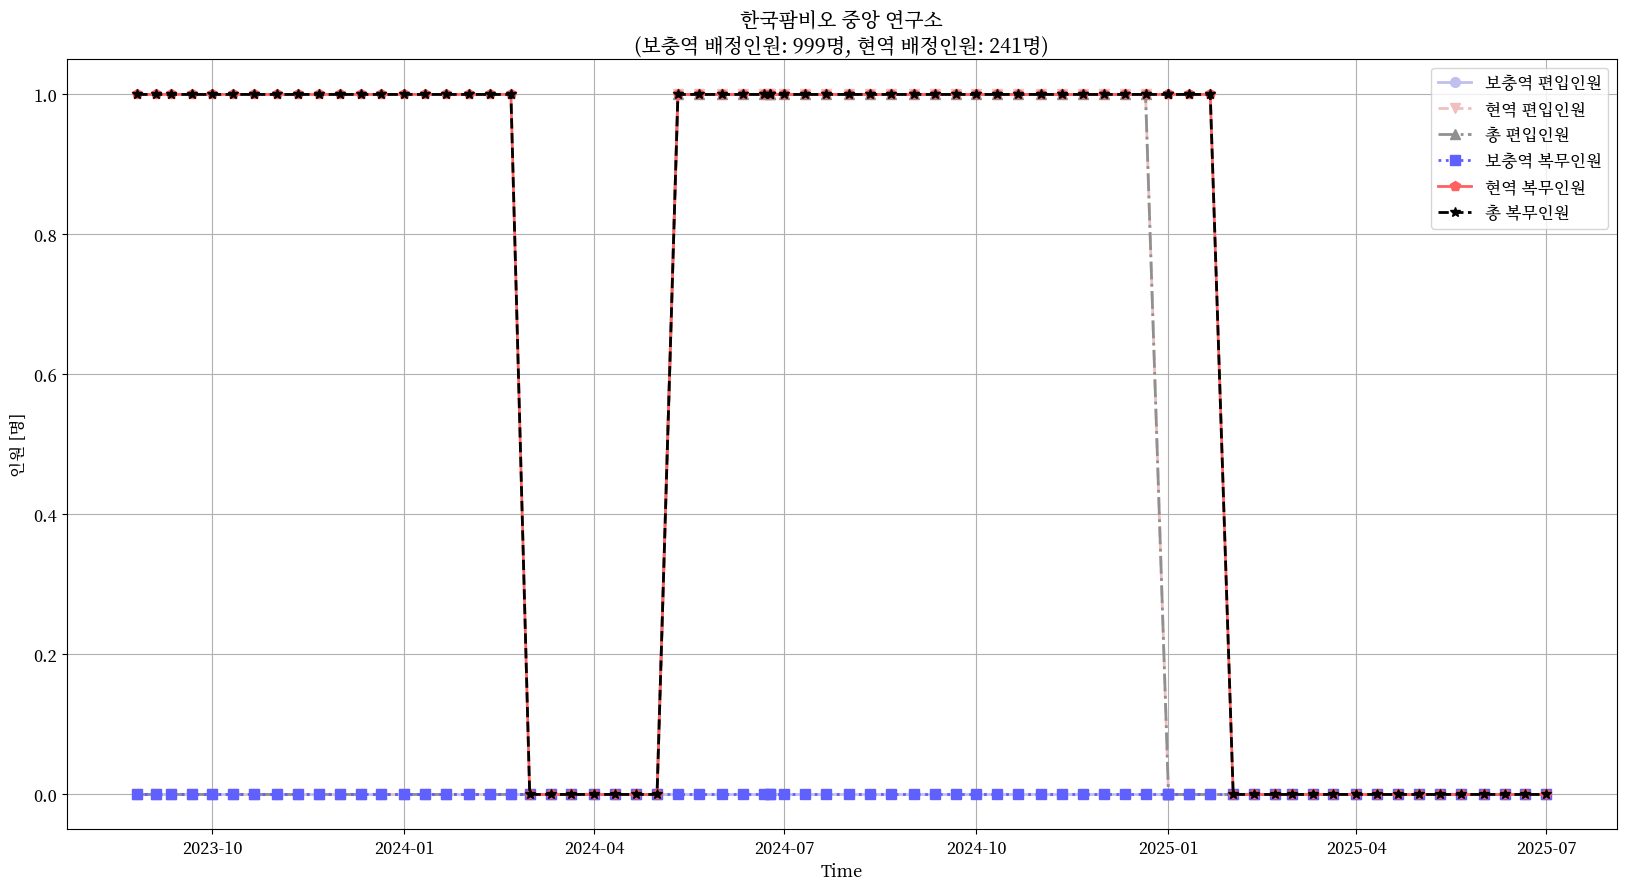 한국팜비오 중앙 연구소
(보충역 배정인원: 999명, 현역 배정인원: 241명)
보충역 편입인원
현역 편입인원
총 편입인원
보충역 복무인원
현역 복무인원
총 복무인원
인원 [명]
1.0
0.8
0.6
0.4
0.2
0.0
2023-10
2024-01
2024-04
2024-07
2024-10
2025-01
2025-04
2025-07
Time